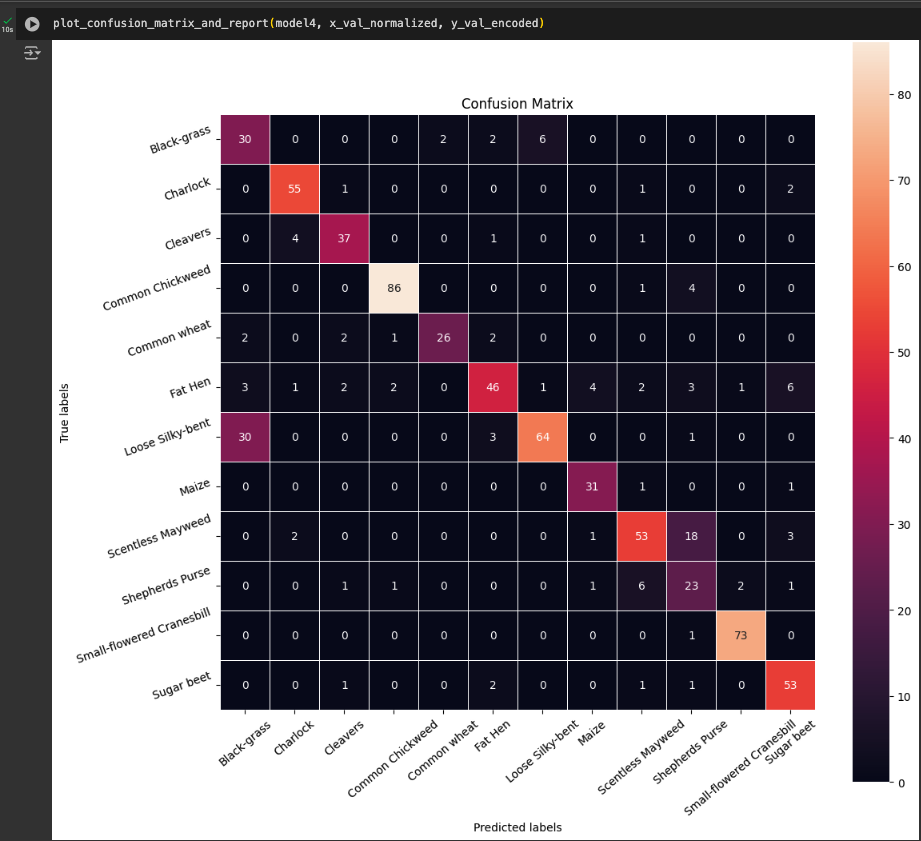 plot_confusion_matrix_and_report(model4, x_val_normalized, y_val_encoded)
10s
Confusion Matrix
Black-grass 30 0 0 0 2 2 6 0 0 0 0 0
Charlock 0 55 1 0 0 0 0 0 1 0 0 2
Cleavers 0 4 37 0 0 1 0 0 1 0 0 0
Common Chickweed 0 0 0 86 0 0 0 0 1 4 0 0
Common wheat 2 0 2 1 26 2 0 0 0 0 0 0
Fat Hen 3 1 2 2 0 46 1 4 2 3 1 6
Loose Silky-bent 30 0 0 0 0 3 64 0 0 1 0 0
Maize 0 0 0 0 0 0 0 31 1 0 0 1
Scentless Mayweed 0 2 0 0 0 0 0 1 53 18 0 3
Shepherds Purse 0 0 1 1 0 0 0 1 6 23 2 1
Small-flowered Cranesbill 0 0 0 0 0 0 0 0 0 1 73 0
Sugar beet 0 0 1 0 0 2 0 0 1 1 0 53
True labels
Black-grass
Charlock
Cleavers
Common Chickweed
Common wheat
Fat Hen
Loose Silky-bent
Maize
Scentless Mayweed
Shepherds Purse
Small-flowered Cranesbill
Sugar beet
Predicted labels
80
70
60
50
40
30
20
10
0